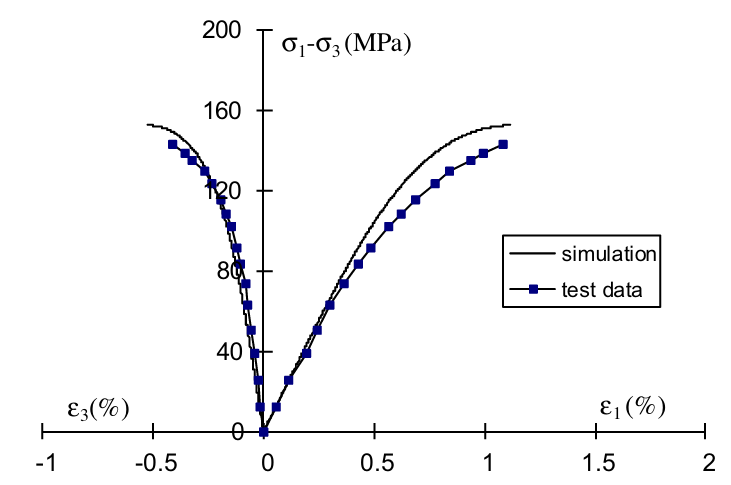 200
σ1-σ3(MPa)
160
120
simulation
80
test data
40
ε3(%)
ε1(%)
0
-1 -0.5 0 0.5 1 1.5 2